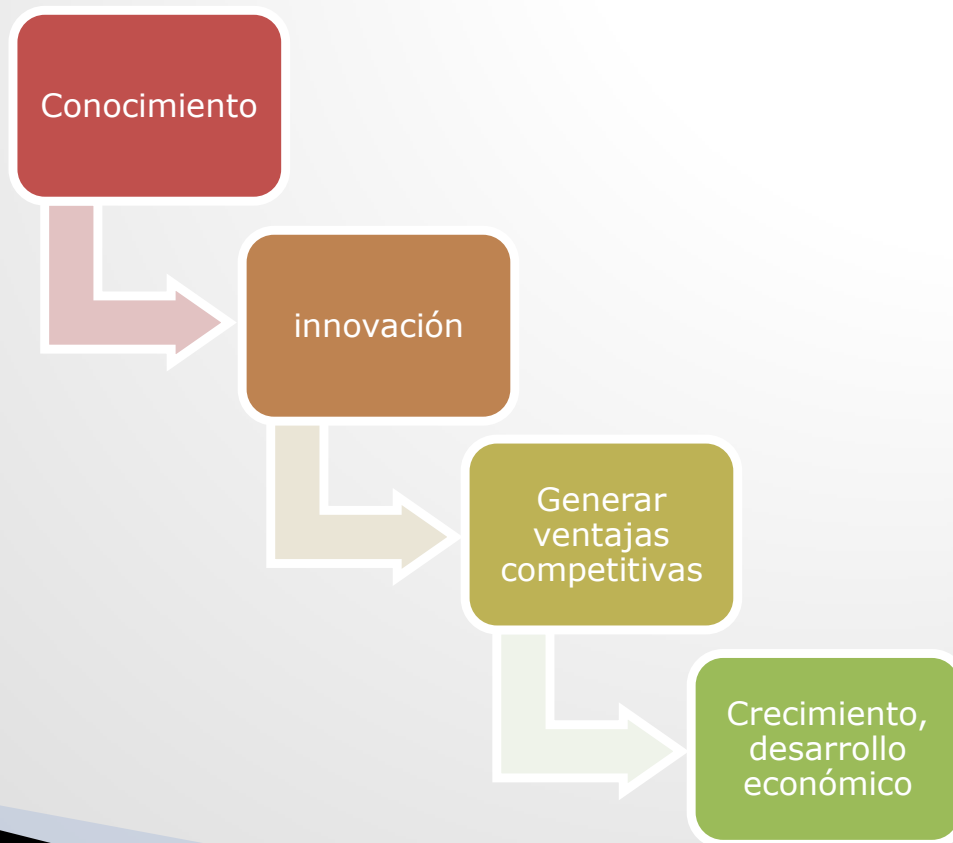 Conocimiento
innovación
Generar
ventajas
competitivas
Crecimiento,
desarrollo
económico